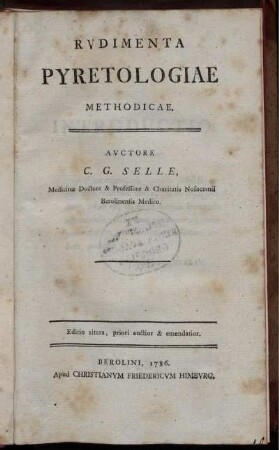 RVDIMENTA
PYRETOLOGIAE
METHODICAE.
AVCTORE
C. G. SELLE,
Medicinæ Doctore & Professore & Charitatis Nosocomii
Berolinensis Medico.
Editio altera, priori auctior & emendatior.
BEROLINI, 1786.
Apud CHRISTIANVM FRIEDERICVM HIMBVRG.